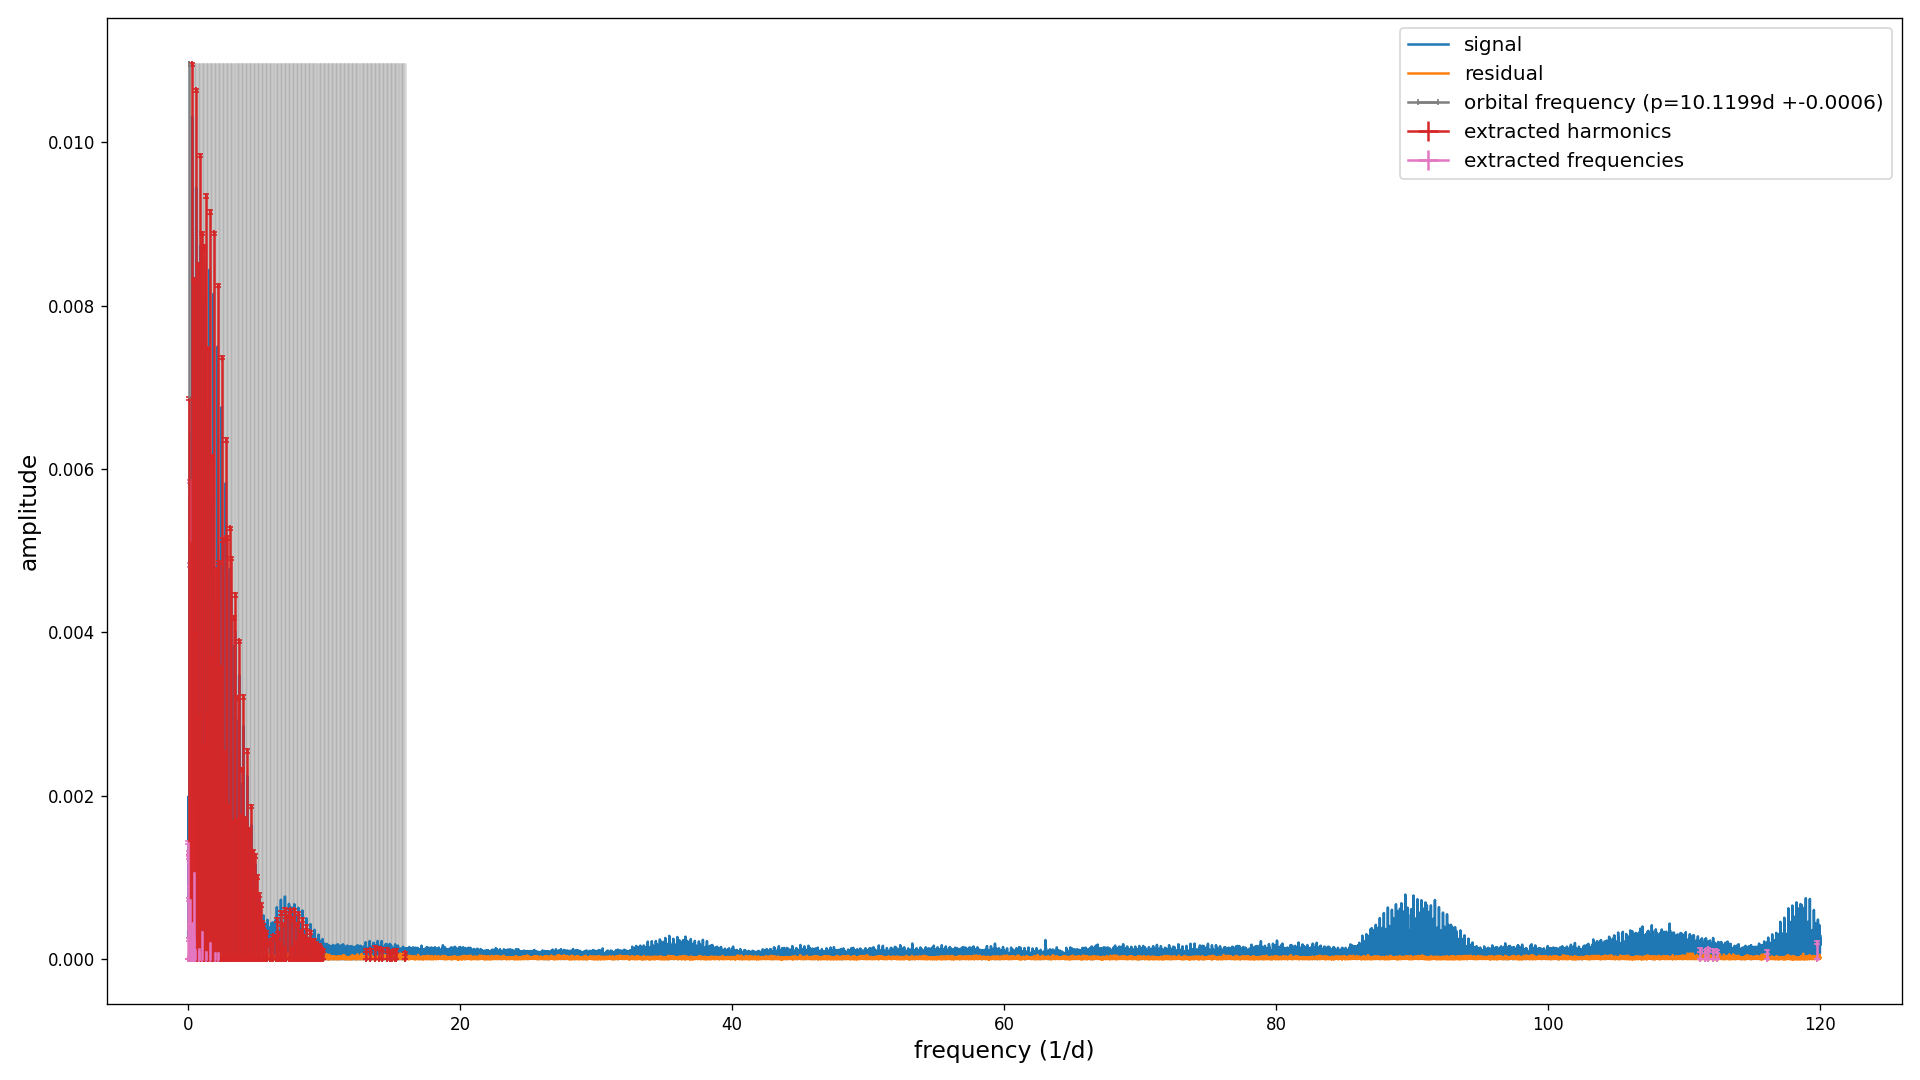 signal
residual
orbital frequency (p=10.1199d +-0.0006)
extracted harmonics
extracted frequencies
0.010
0.008
0.006
0.004
0.002
0.000
amplitude
0 20 40 60 80 100 120
frequency (1/d)